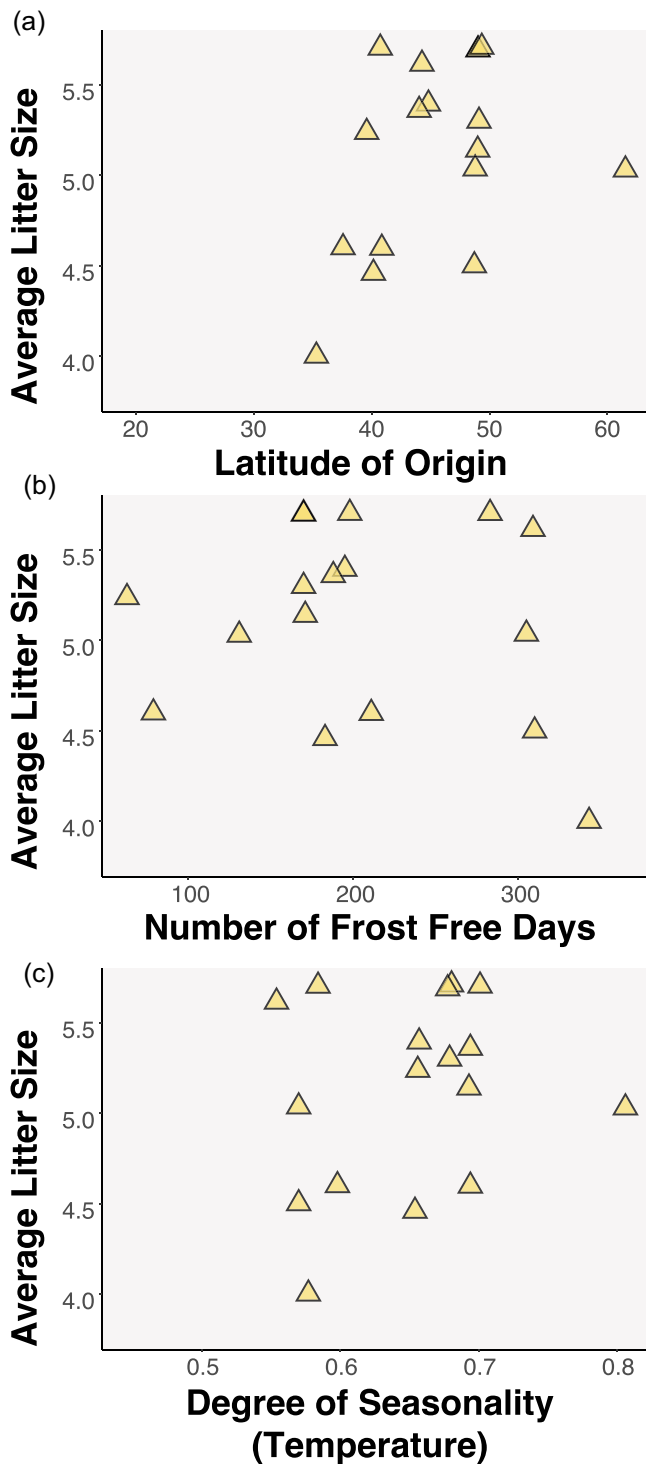 (a)
Average Litter Size
5.5
5.0
4.5
4.0
20 30 40 50 60
Latitude of Origin
(b)
Average Litter Size
5.5
5.0
4.5
4.0
100 200 300
Number of Frost Free Days
(c)
Average Litter Size
5.5
5.0
4.5
4.0
0.5 0.6 0.7 0.8
Degree of Seasonality
(Temperature)